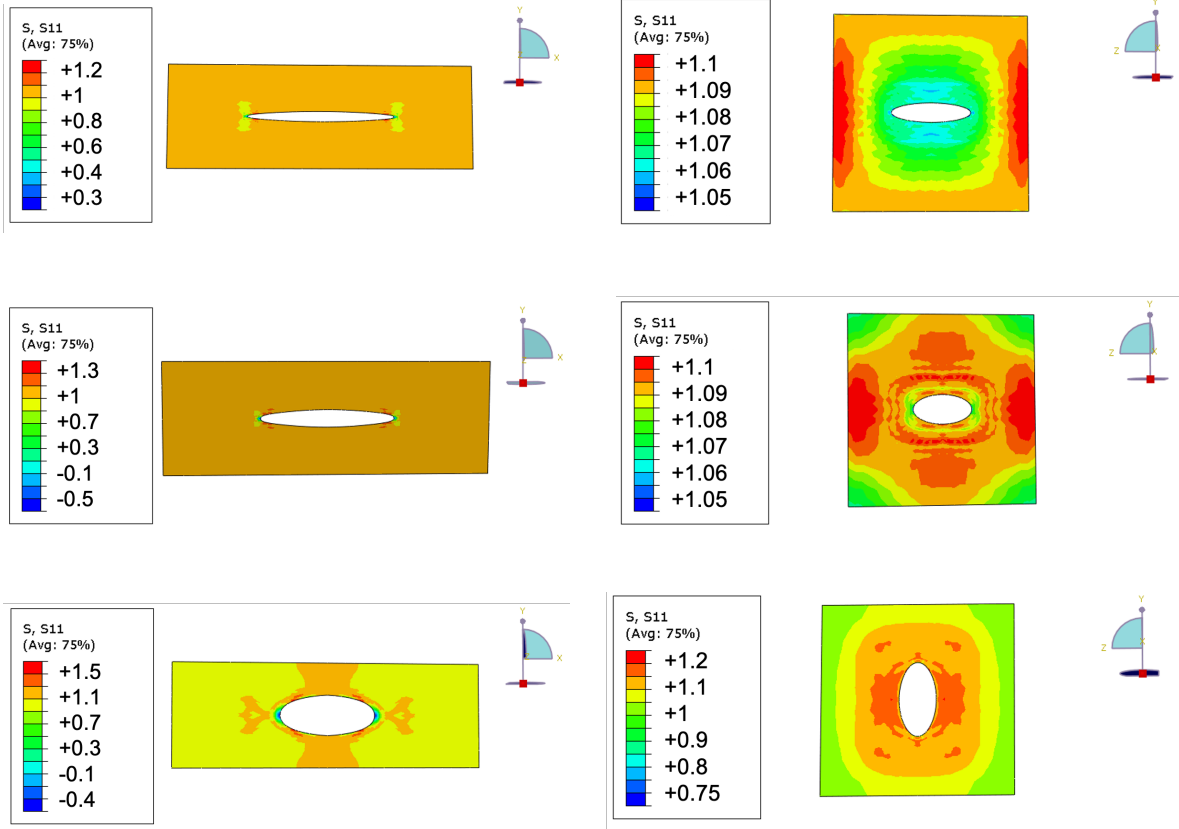 S, S11
(Avg: 75%)
+1.2
+1
+0.8
+0.6
+0.4
+0.3
Y
X
S, S11
(Avg: 75%)
+1.1
+1.09
+1.08
+1.07
+1.06
+1.05
Y
Z
X
S, S11
(Avg: 75%)
+1.3
+1
+0.7
+0.3
-0.1
-0.5
Y
X
S, S11
(Avg: 75%)
+1.1
+1.09
+1.08
+1.07
+1.06
+1.05
Y
Z
X
S, S11
(Avg: 75%)
+1.5
+1.1
+0.7
+0.3
-0.1
-0.4
Y
X
S, S11
(Avg: 75%)
+1.2
+1.1
+1
+0.9
+0.8
+0.75
Y
Z